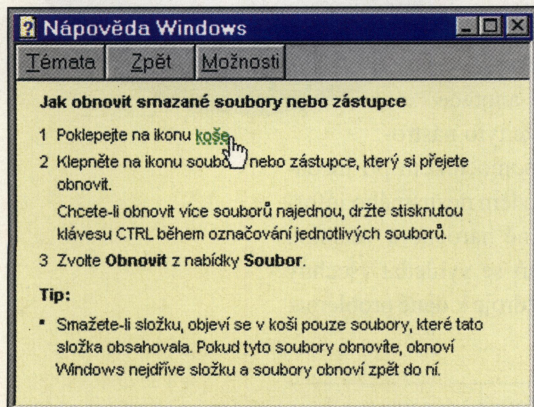 Nápověda Windows
Témata Zpět Možnosti
Jak obnovit smazané soubory nebo zástupce
1 Poklepejte na ikonu koše.
2 Klepněte na ikonu souboru nebo zástupce, který si přejete
obnovit.
Chcete-li obnovit více souborů najednou, držte stisknutou
klávesu CTRL během označování jednotlivých souborů.
3 Zvolte Obnovit z nabídky Soubor.
Tip:
▪ Smažete-li složku, objeví se v koši pouze soubory, které tato
složka obsahovala. Pokud tyto soubory obnovíte, obnoví
Windows nejdříve složku a soubory obnoví zpět do ní.